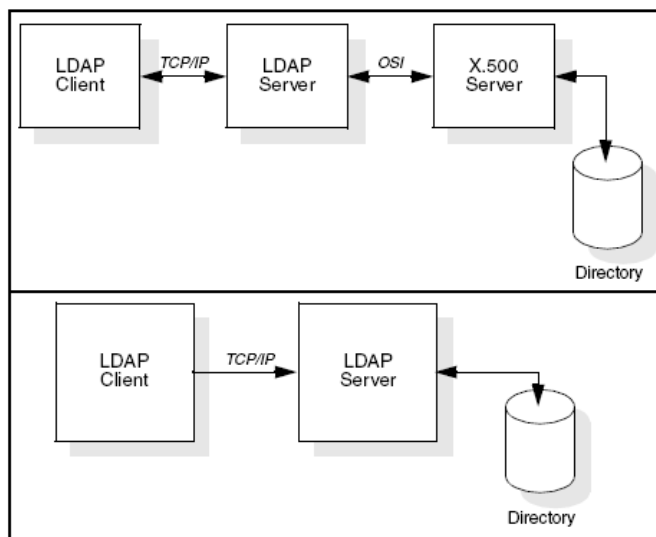 LDAP
Client
TCP/IP
LDAP
Server
OSI
X.500
Server
Directory
LDAP
Client
TCP/IP
LDAP
Server
Directory